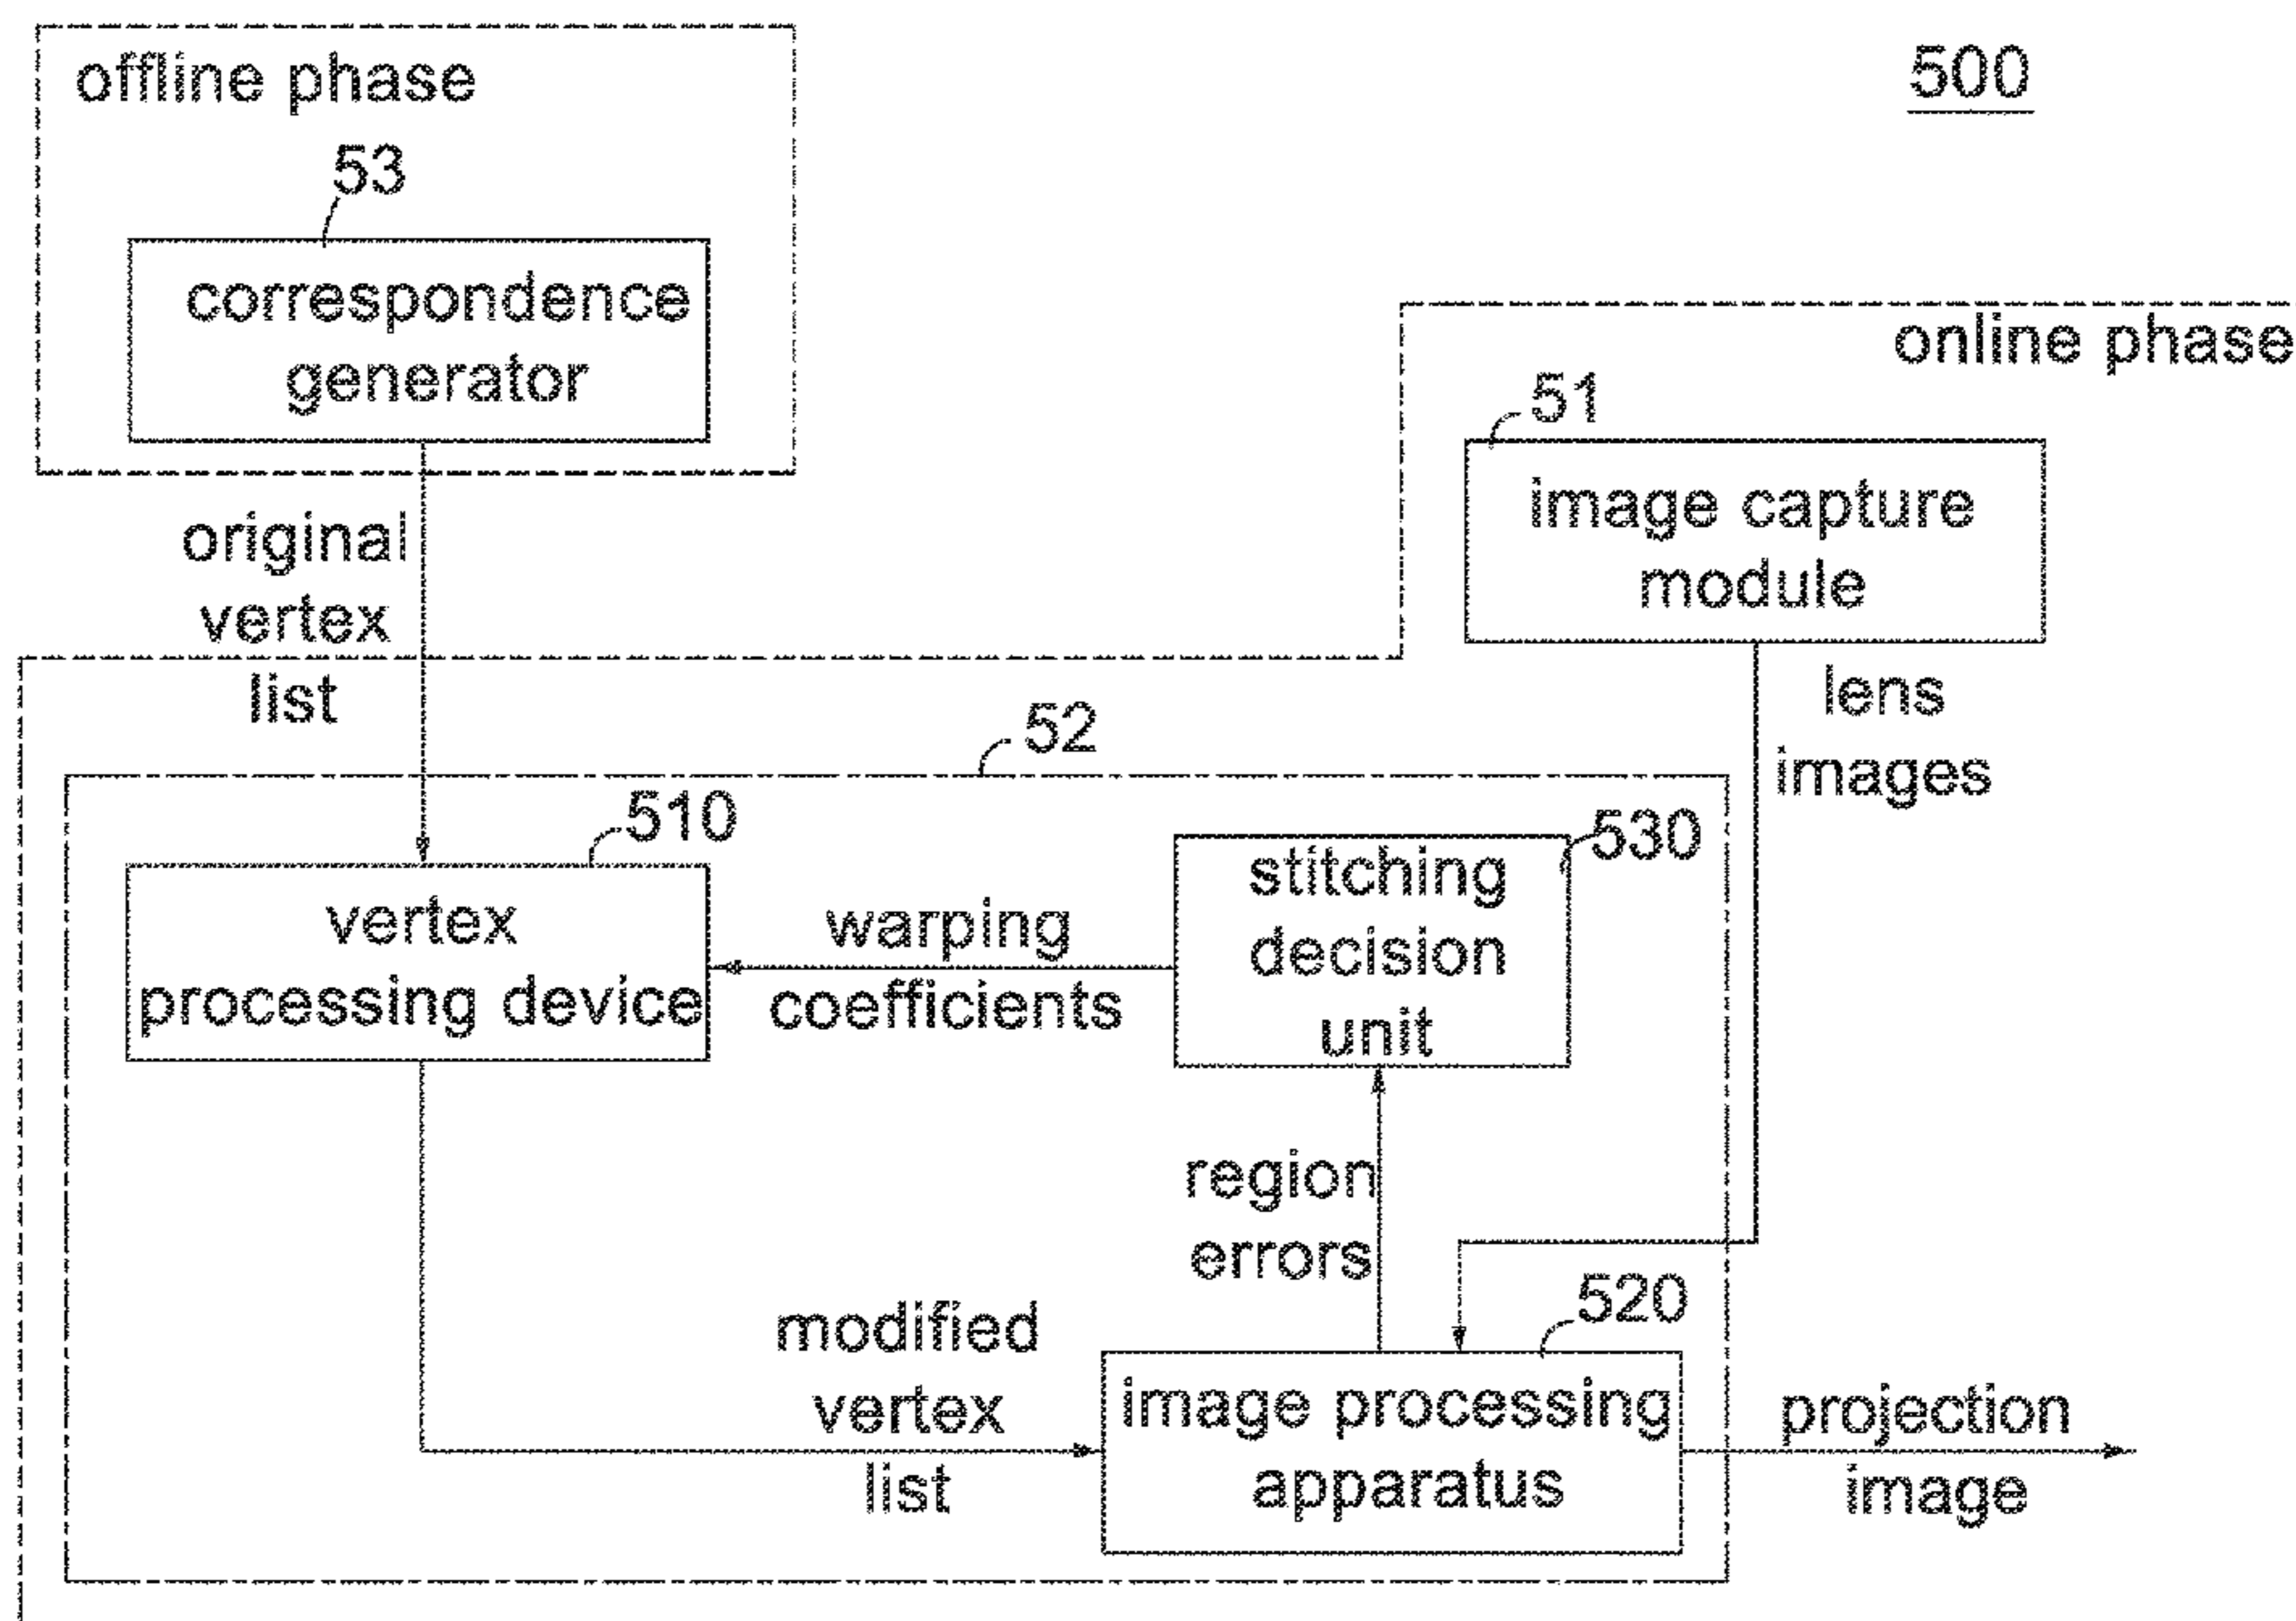 offline phase
500
53
correspondence
generator
online phase
51
image capture
module
original
vertex
list
lens
images
52
510
530
vertex
processing device
warping
coefficients
stitching
decision
unit
region
errors
520
modified
vertex
list
image processing
apparatus
projection
image